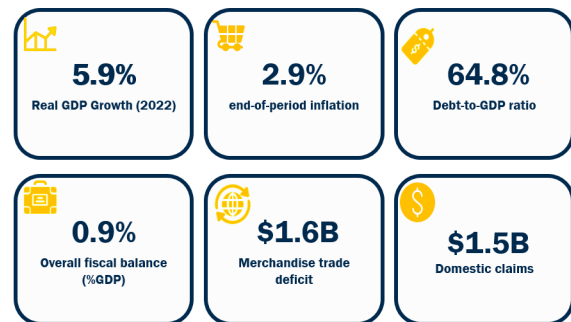 5.9%
Real GDP Growth (2022)
2.9%
end-of-period inflation
64.8%
Debt-to-GDP ratio
0.9%
Overall fiscal balance
(%GDP)
$1.6B
Merchandise trade
deficit
$1.5B
Domestic claims